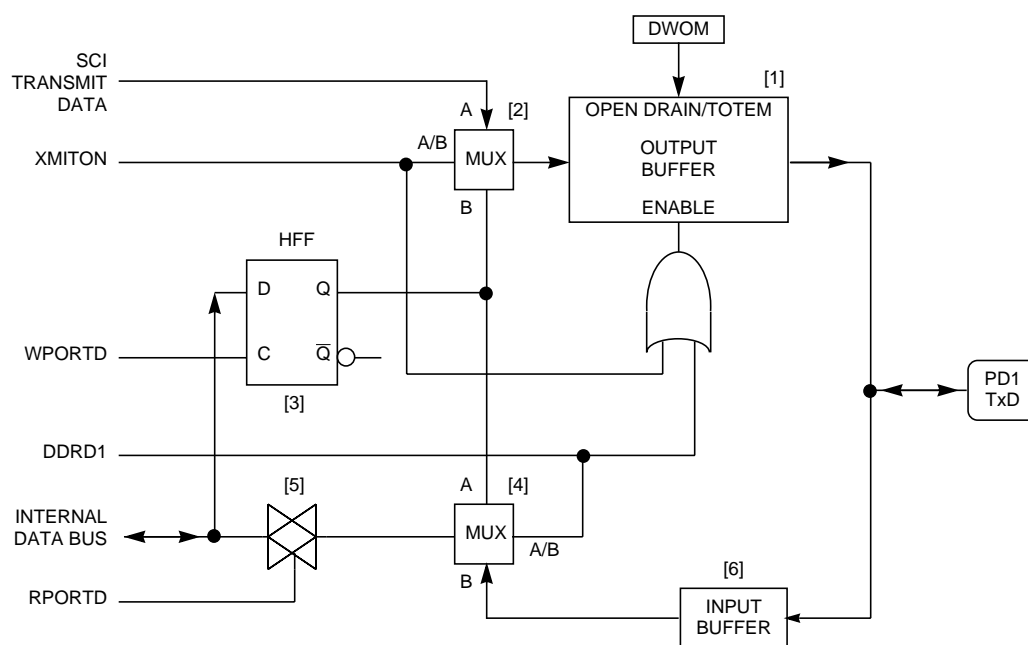 DWOM
SCI
TRANSMIT
DATA
[1]
A
[2]
OPEN DRAIN/TOTEM
A/B
XMITON
MUX
OUTPUT
BUFFER
B
ENABLE
HFF
D
Q
WPORTD
C
Q̅
[3]
PD1
TxD
DDRD1
A
[4]
[5]
INTERNAL
DATA BUS
MUX
A/B
B
[6]
RPORTD
INPUT
BUFFER